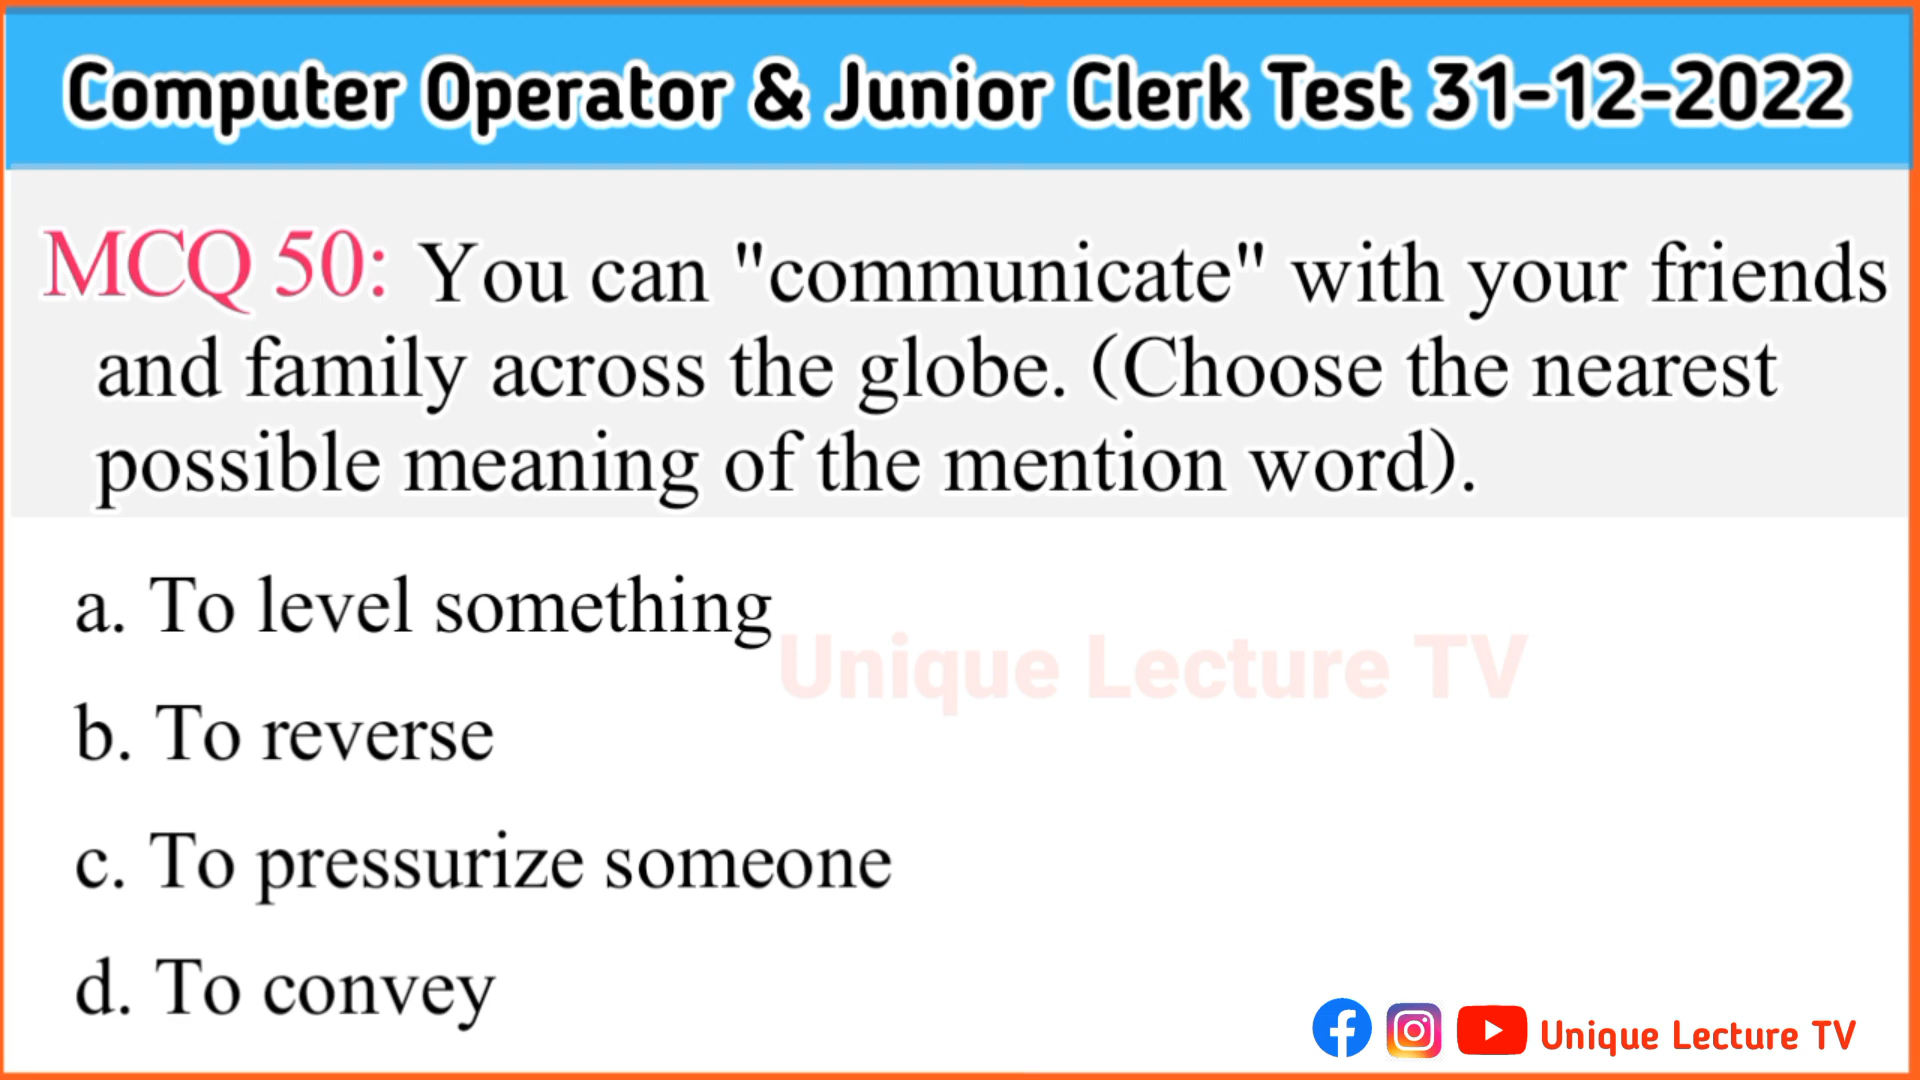 Computer Operator & Junior Clerk Test 31-12-2022
MCQ 50: You can "communicate" with your friends
and family across the globe. (Choose the nearest
possible meaning of the mention word).
a. To level something
Unique Lecture TV
b. To reverse
c. To pressurize someone
d. To convey
Unique Lecture TV